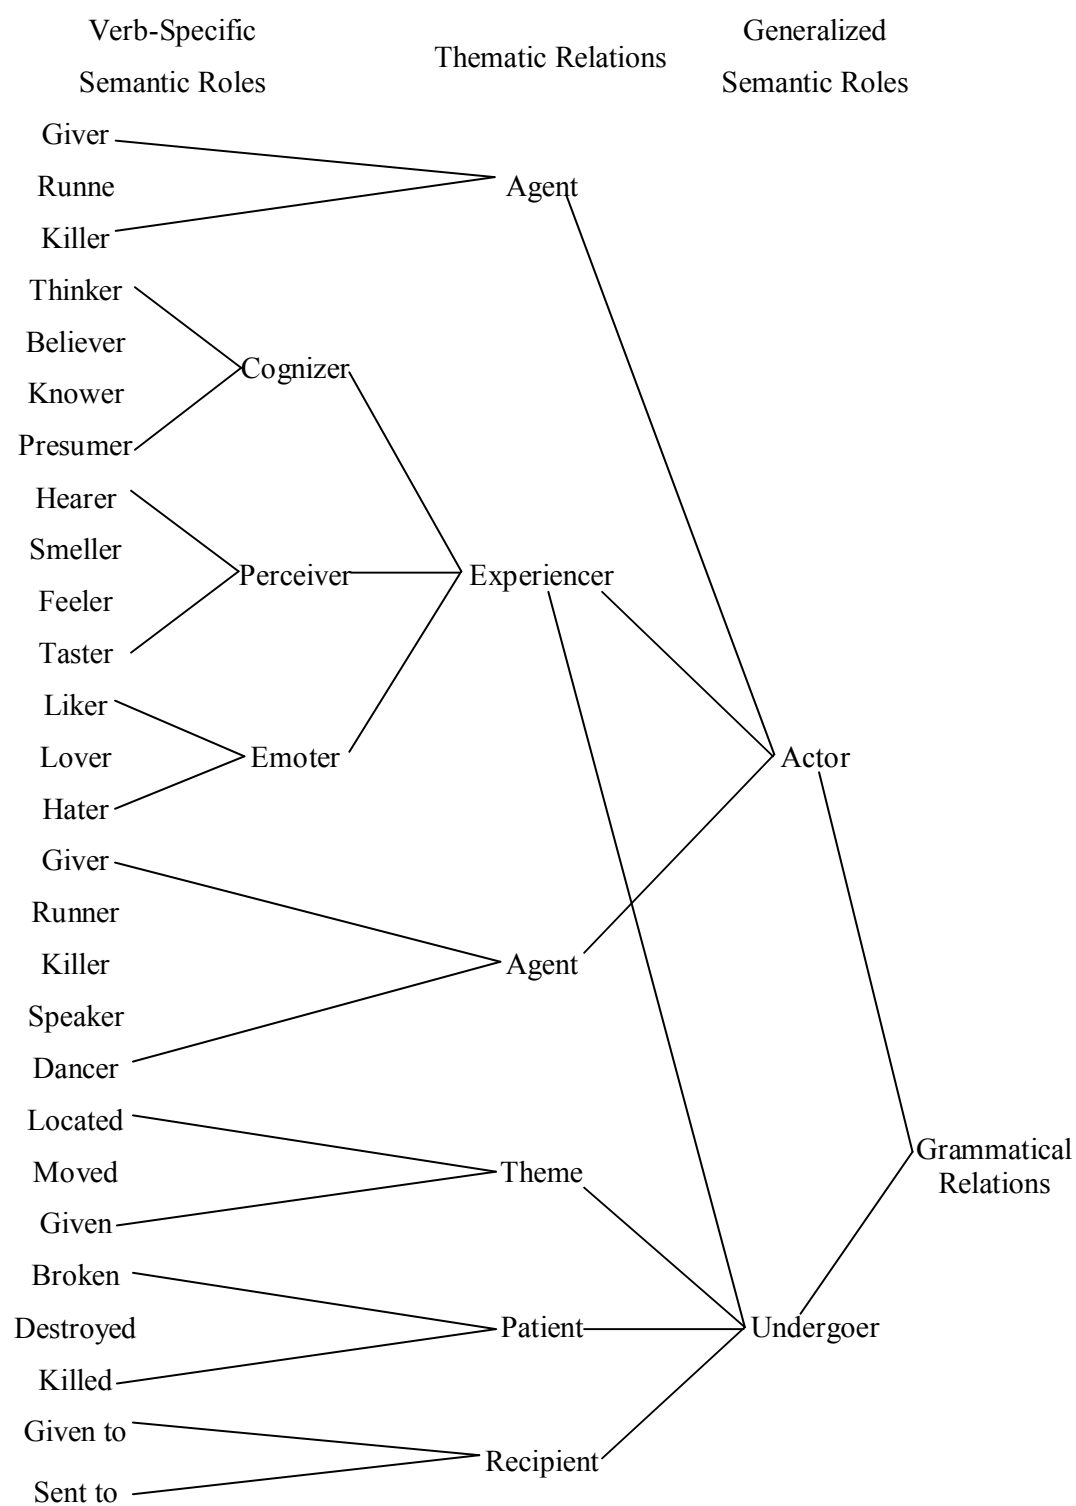 Verb-Specific
Semantic Roles
Thematic Relations
Generalized
Semantic Roles
Giver
Runne
Killer
Agent
Thinker
Believer
Knower
Presumer
Cognizer
Hearer
Smeller
Feeler
Taster
Perceiver
Experiencer
Liker
Lover
Hater
Emoter
Actor
Giver
Runner
Killer
Speaker
Dancer
Agent
Located
Moved
Given
Theme
Grammatical
Relations
Broken
Destroyed
Killed
Patient
Undergoer
Given to
Sent to
Recipient